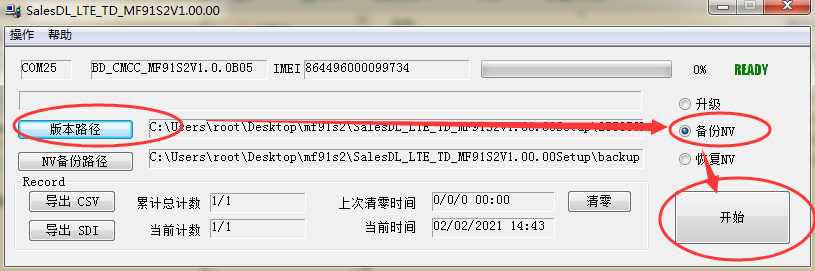 SalesDL_LTE_TD_MF91S2V1.00.00
操作 帮助
COM25 BD_CMCC_MF91S2V1.0.0B05 IMEI 864496000099734 0% READY
升级
版本路径 C:\Users\root\Desktop\mf91s2\SalesDL_LTE_TD_MF91S2V1.00.00Setup\ 备份NV
NV备份路径 C:\Users\root\Desktop\mf91s2\SalesDL_LTE_TD_MF91S2V1.00.00Setup\backup 恢复NV
Record
导出 CSV 累计总计数 1/1 上次清零时间 0/0/0 00:00 清零
导出 SDI 当前计数 1/1 当前时间 02/02/2021 14:43 开始